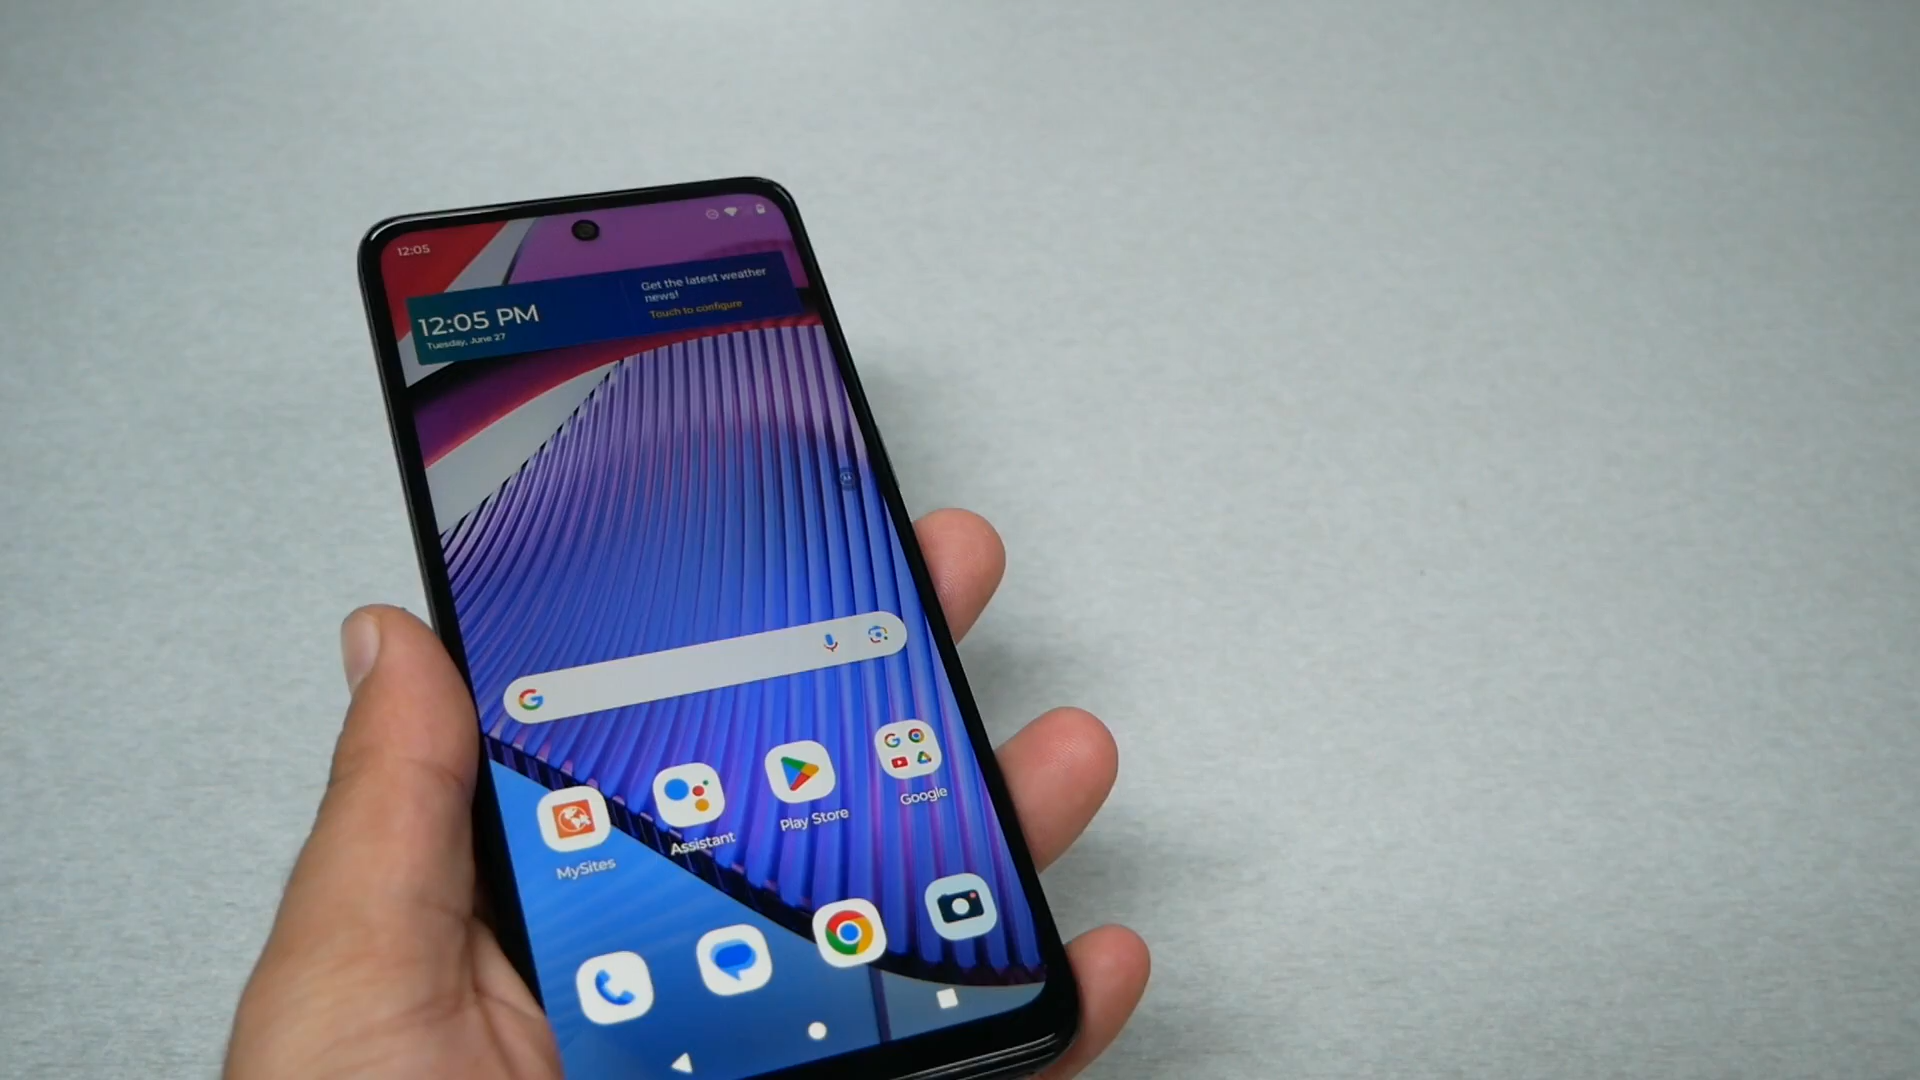 12:05
12:05 PM
Tuesday, June 27
Get the latest weather
news!
Touch to configure
MySites
Assistant
Play Store
Google